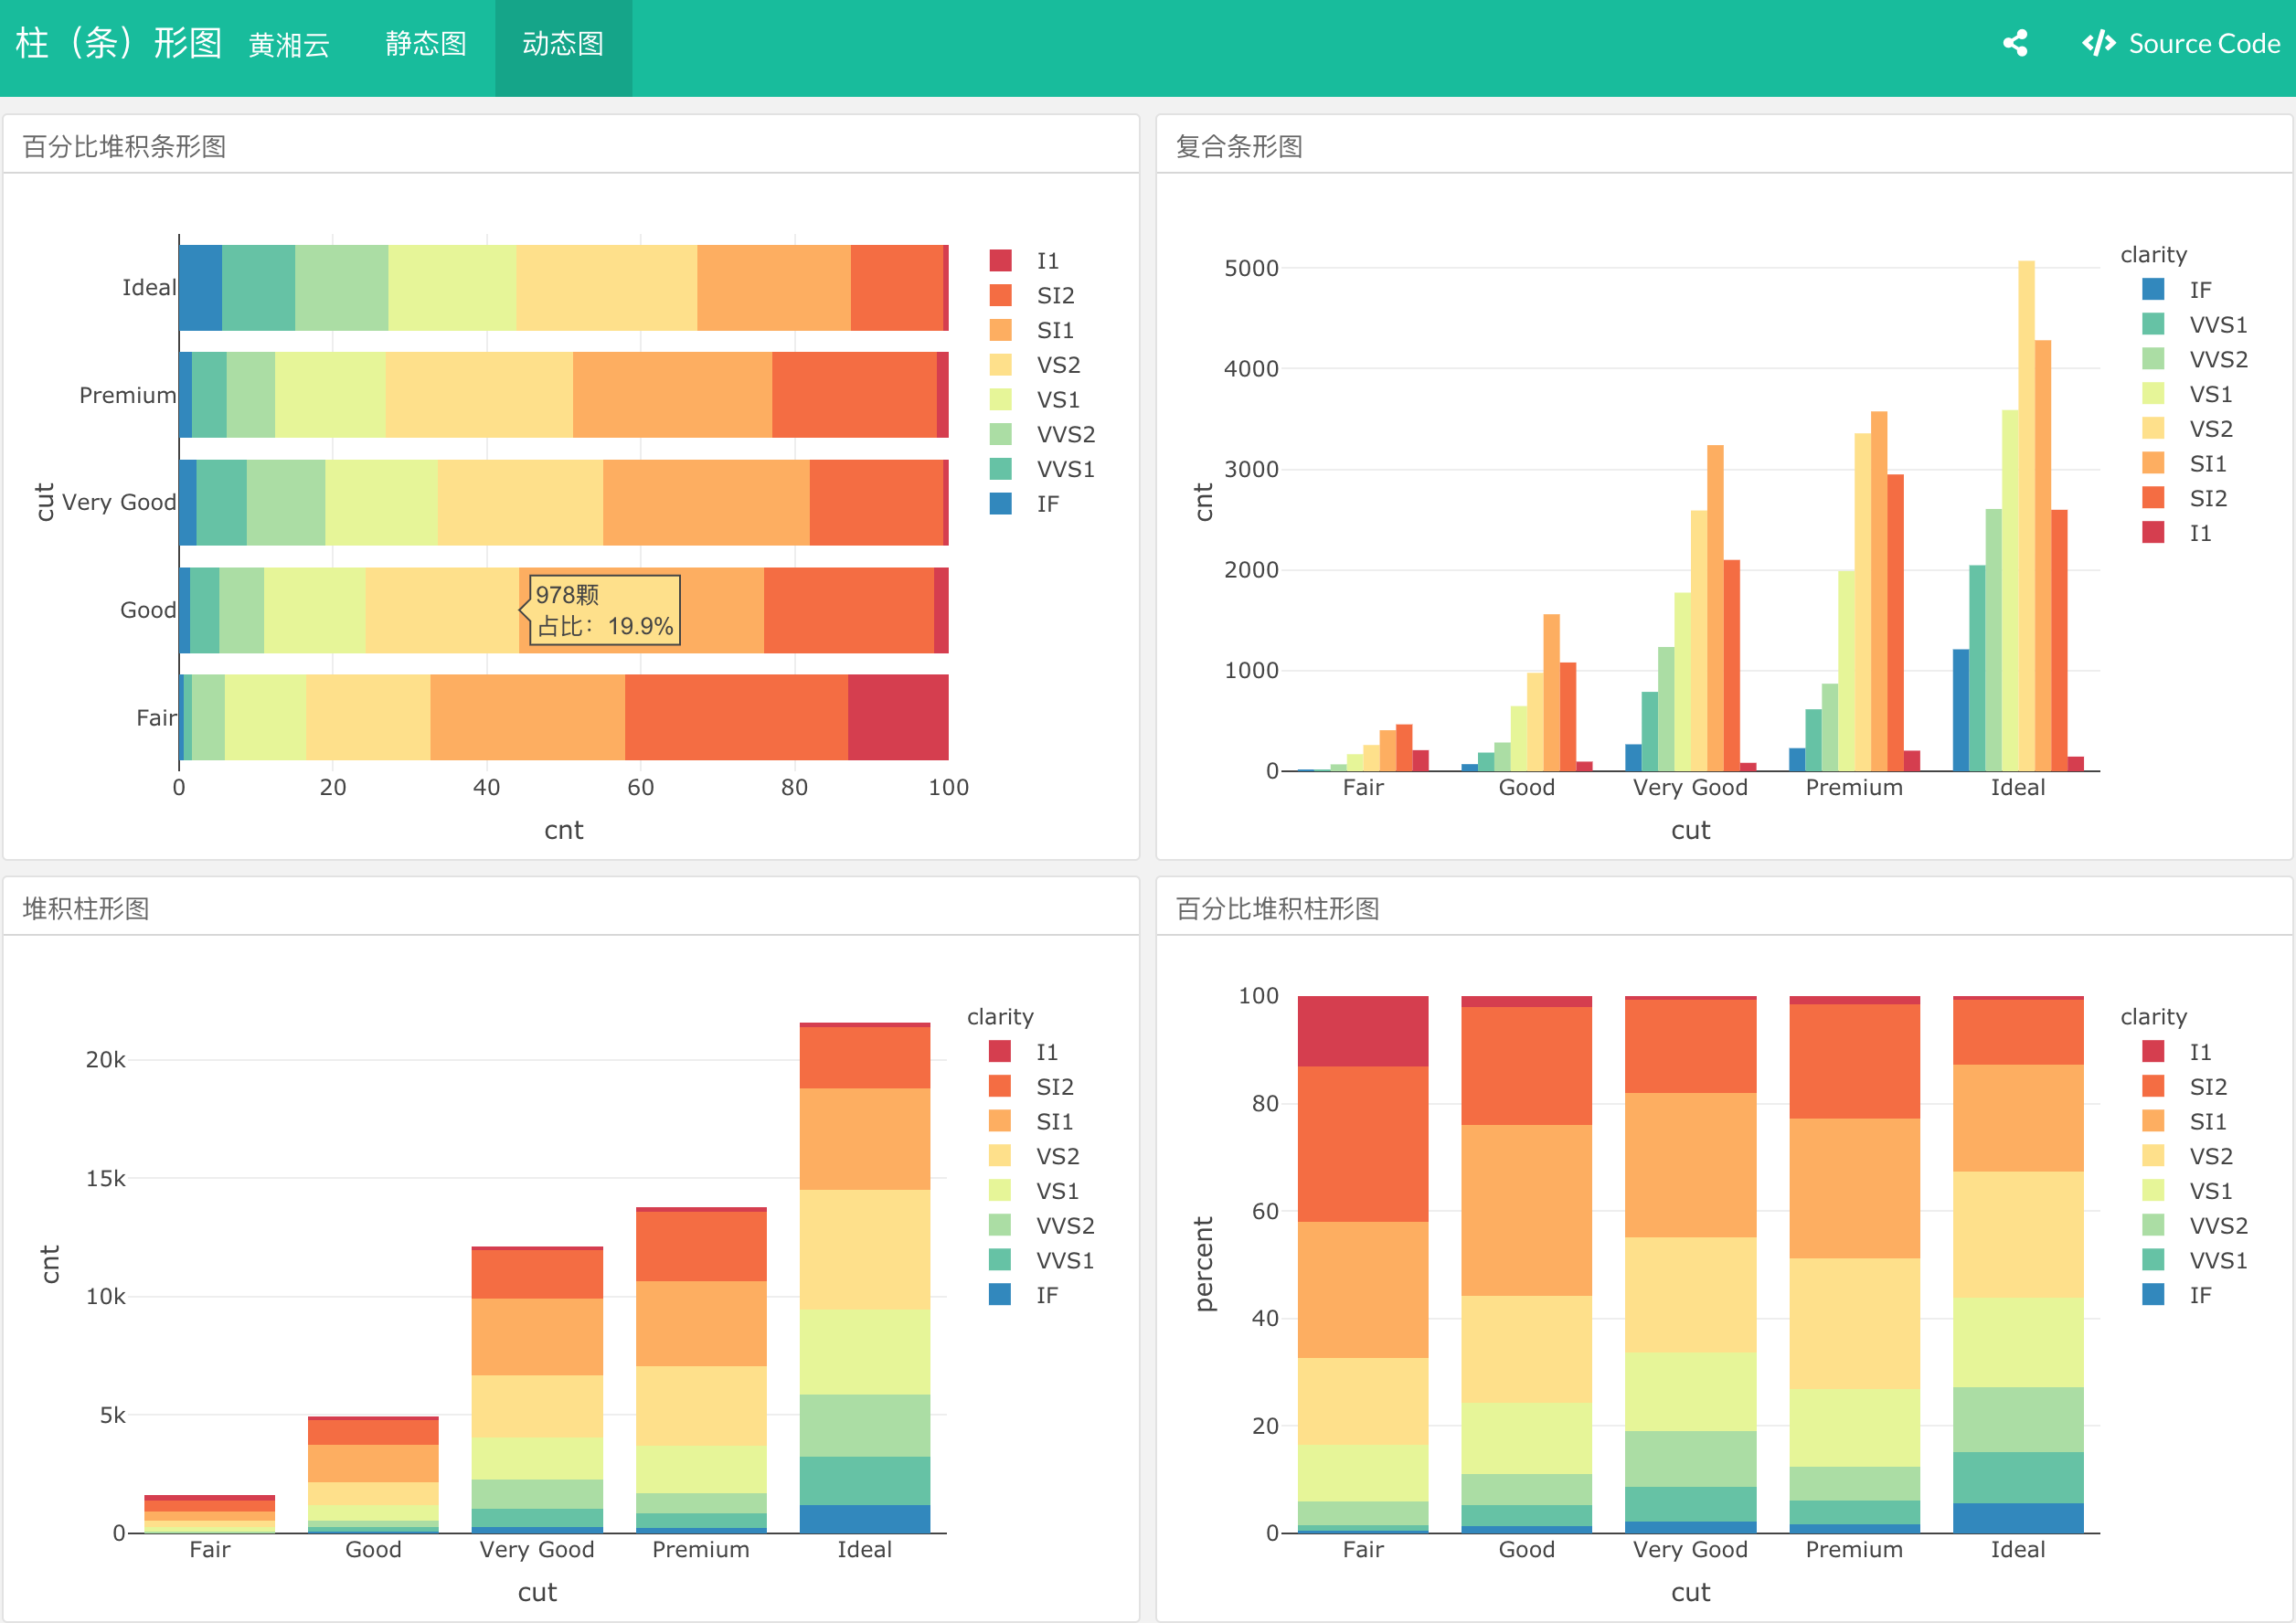 柱（条）形图 黄湘云 静态图 动态图 Source Code
百分比堆积条形图
cut
Ideal
Premium
Very Good
Good
Fair
978颗
占比：19.9%
0 20 40 60 80 100
cnt
I1
SI2
SI1
VS2
VS1
VVS2
VVS1
IF
复合条形图
cnt
5000
4000
3000
2000
1000
0
Fair Good Very Good Premium Ideal
cut
clarity
IF
VVS1
VVS2
VS1
VS2
SI1
SI2
I1
堆积柱形图
cnt
20k
15k
10k
5k
0
Fair Good Very Good Premium Ideal
cut
clarity
I1
SI2
SI1
VS2
VS1
VVS2
VVS1
IF
百分比堆积柱形图
percent
100
80
60
40
20
0
Fair Good Very Good Premium Ideal
cut
clarity
I1
SI2
SI1
VS2
VS1
VVS2
VVS1
IF